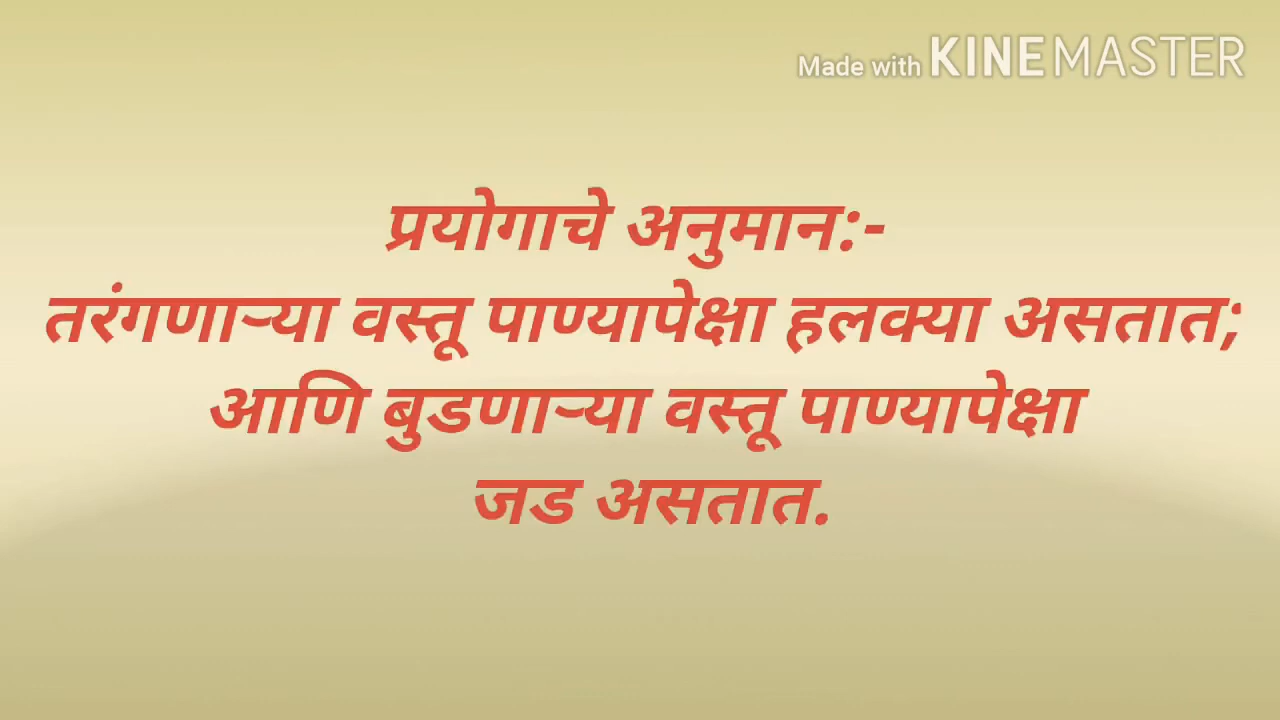 Made with KINEMASTER
प्रयोगाचे अनुमान:-
तरंगणाऱ्या वस्तू पाण्यापेक्षा हलक्या असतात;
आणि बुडणाऱ्या वस्तू पाण्यापेक्षा
जड असतात.